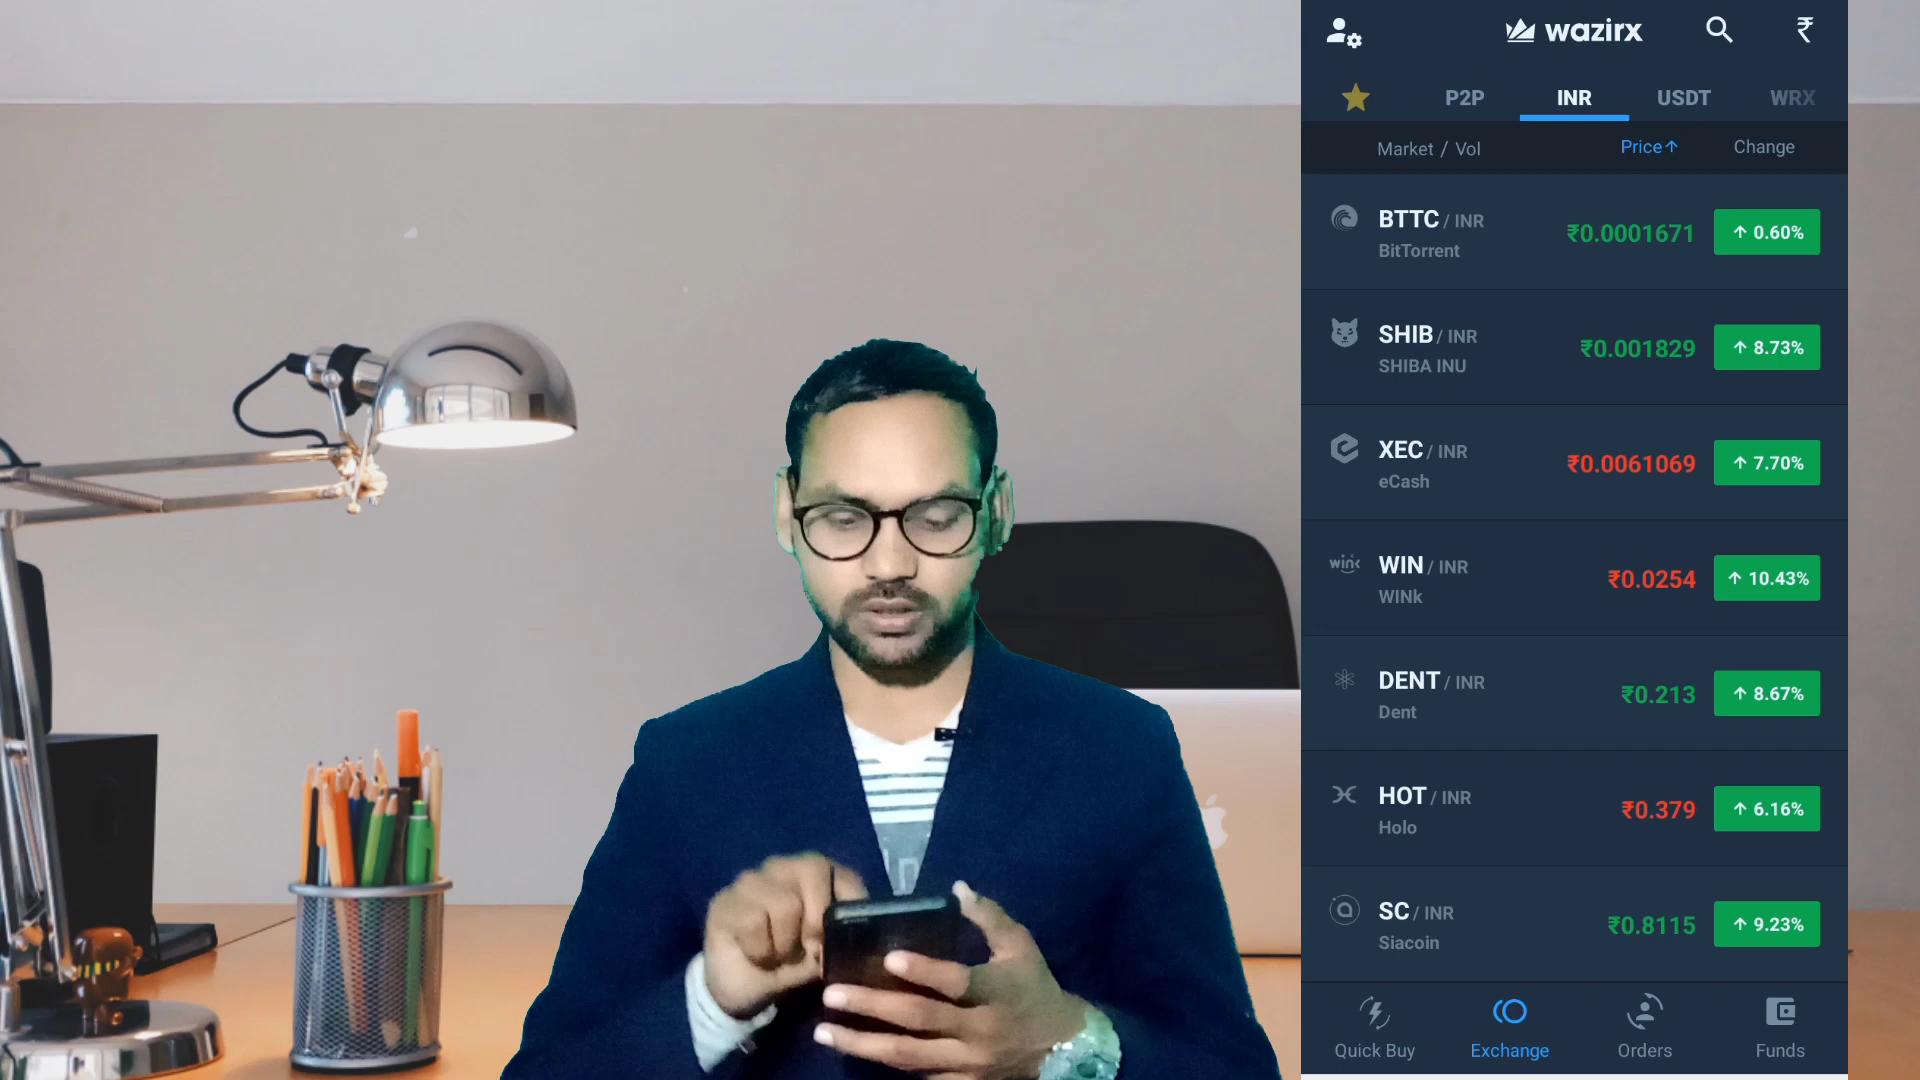 wazirx
₹
P2P INR USDT WRX
Market / Vol Price↑ Change
BTTC / INR ₹0.0001671 ↑ 0.60%
BitTorrent
SHIB / INR ₹0.001829 ↑ 8.73%
SHIBA INU
XEC / INR ₹0.0061069 ↑ 7.70%
eCash
WIN / INR ₹0.0254 ↑ 10.43%
WINk
DENT / INR ₹0.213 ↑ 8.67%
Dent
HOT / INR ₹0.379 ↑ 6.16%
Holo
SC / INR ₹0.8115 ↑ 9.23%
Siacoin
Quick Buy Exchange Orders Funds